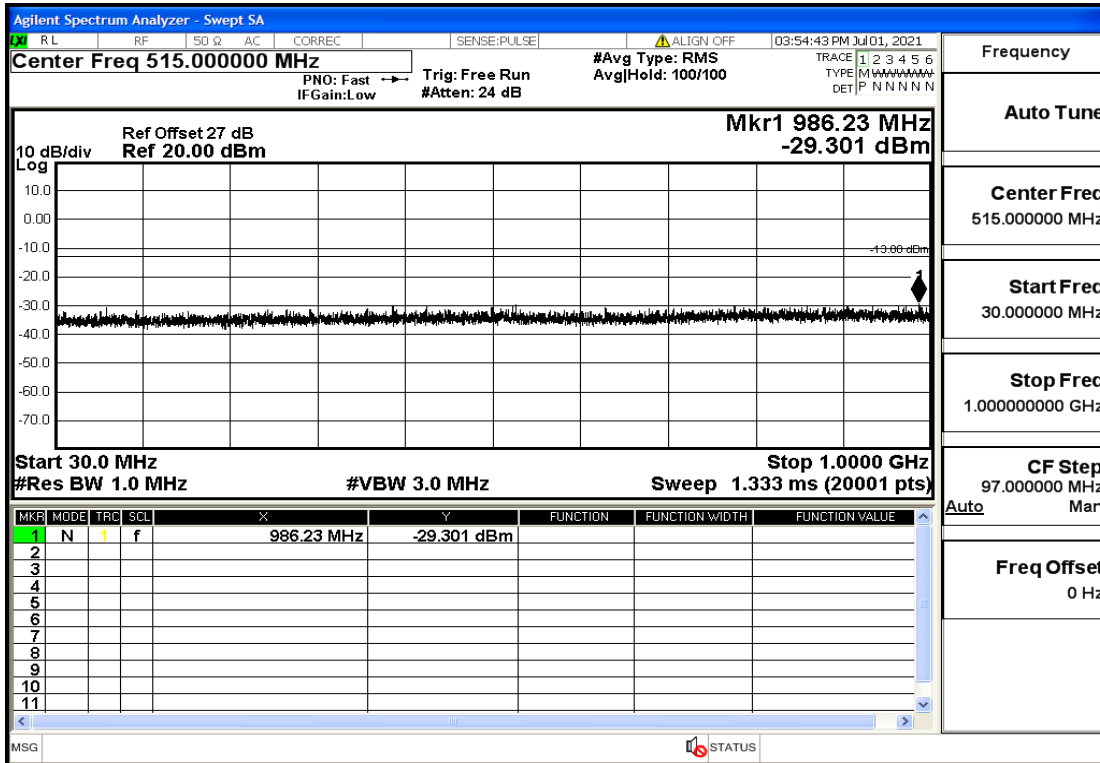 Agilent Spectrum Analyzer - Swept SA
LXI RL RF 50 Ω AC CORREC SENSE:PULSE ALIGN OFF 03:54:43 PM Jul 01, 2021
Center Freq 515.000000 MHz
PNO: Fast
IFGain:Low
Trig: Free Run
#Atten: 24 dB
#Avg Type: RMS
Avg|Hold: 100/100
TRACE 1 2 3 4 5 6
TYPE M
DET P N N N N N
Frequency
Auto Tune
Mkr1 986.23 MHz
-29.301 dBm
Ref Offset 27 dB
10 dB/div Ref 20.00 dBm
Log
10.0
0.00
-10.0
-13.00 dBm
-20.0
1
-30.0
-40.0
-50.0
-60.0
-70.0
Start 30.0 MHz Stop 1.0000 GHz
#Res BW 1.0 MHz #VBW 3.0 MHz Sweep 1.333 ms (20001 pts)
Center Freq
515.000000 MHz
Start Freq
30.000000 MHz
Stop Freq
1.000000000 GHz
CF Step
97.000000 MHz
Auto Man
Freq Offset
0 Hz
MKR MODE TRC SCL X Y FUNCTION FUNCTION WIDTH FUNCTION VALUE
1 N 1 f 986.23 MHz -29.301 dBm
2
3
4
5
6
7
8
9
10
11
MSG STATUS